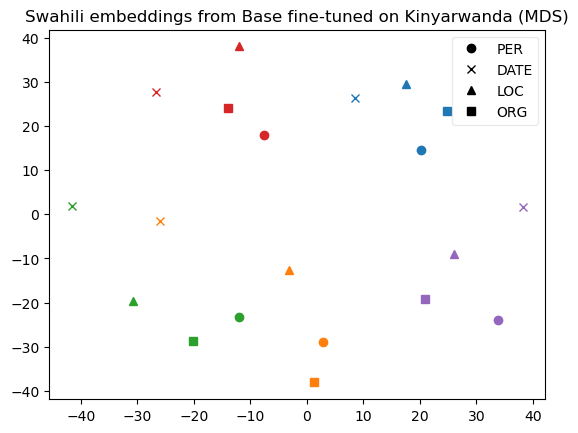 Swahili embeddings from Base fine-tuned on Kinyarwanda (MDS)
PER
DATE
LOC
ORG
40
30
20
10
0
−10
−20
−30
−40
−40 −30 −20 −10 0 10 20 30 40